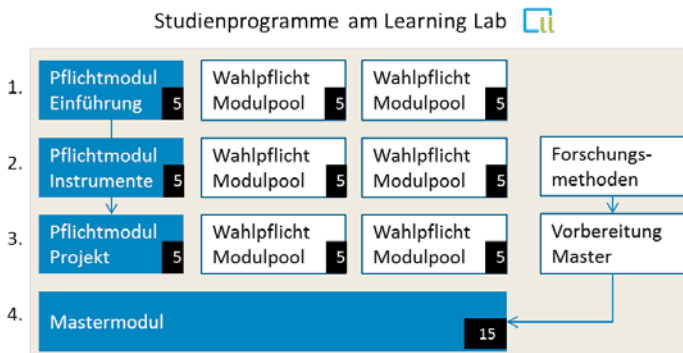 Studienprogramme am Learning Lab
1.
Pflichtmodul
Einführung 5
Wahlpflicht
Modulpool 5
Wahlpflicht
Modulpool 5
2.
Pflichtmodul
Instrumente 5
Wahlpflicht
Modulpool 5
Wahlpflicht
Modulpool 5
Forschungs-
methoden
3.
Pflichtmodul
Projekt 5
Wahlpflicht
Modulpool 5
Wahlpflicht
Modulpool 5
Vorbereitung
Master
4.
Mastermodul 15